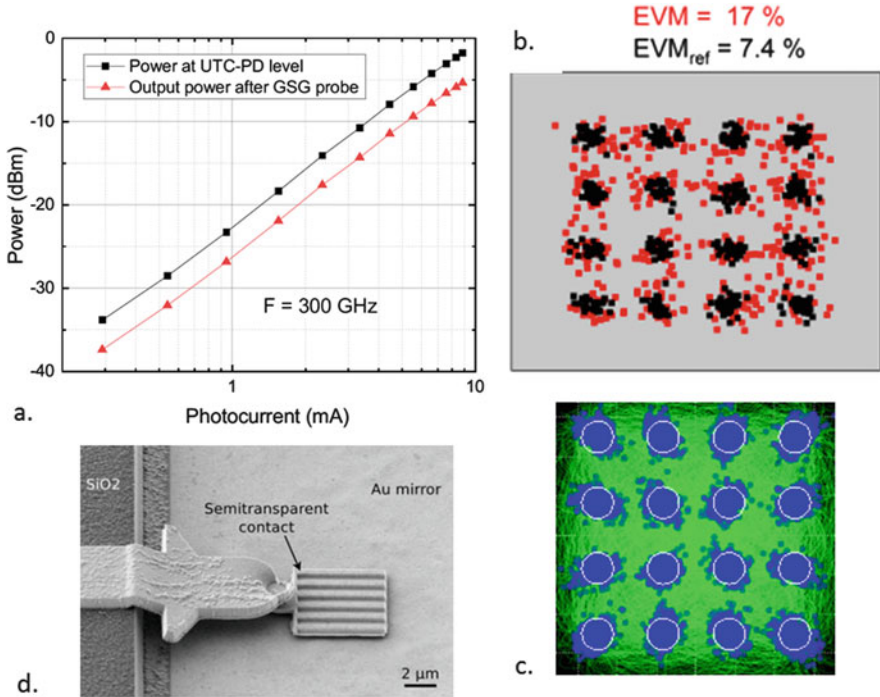 0
-10
-20
-30
-40
Power (dBm)
Power at UTC-PD level
Output power after GSG probe
F = 300 GHz
1
10
Photocurrent (mA)
a.
EVM = 17 %
b.
EVMref = 7.4 %
SiO2
Au mirror
Semitransparent
contact
2 µm
d.
c.